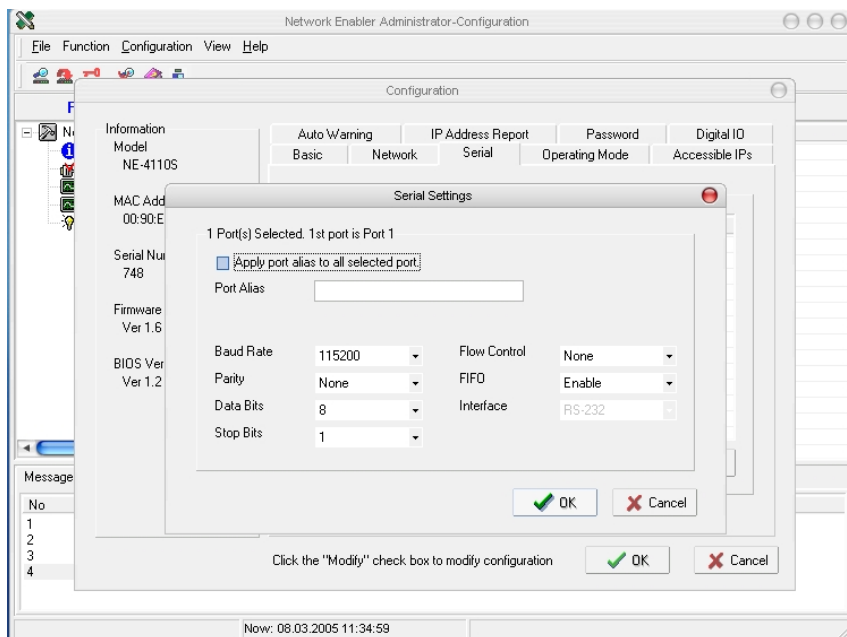 Network Enabler Administrator-Configuration
File Function Configuration View Help
Configuration
Information
Model
NE-4110S
MAC Add
00:90:E
Serial Nu
748
Firmware
Ver 1.6
BIOS Ver
Ver 1.2
Auto Warning IP Address Report Password Digital IO
Basic Network Serial Operating Mode Accessible IPs
Serial Settings
1 Port(s) Selected. 1st port is Port 1
Apply port alias to all selected port.
Port Alias
Baud Rate 115200 Flow Control None
Parity None FIFO Enable
Data Bits 8 Interface RS-232
Stop Bits 1
OK Cancel
Message
No
1
2
3
4
Click the "Modify" check box to modify configuration OK Cancel
Now: 08.03.2005 11:34:59